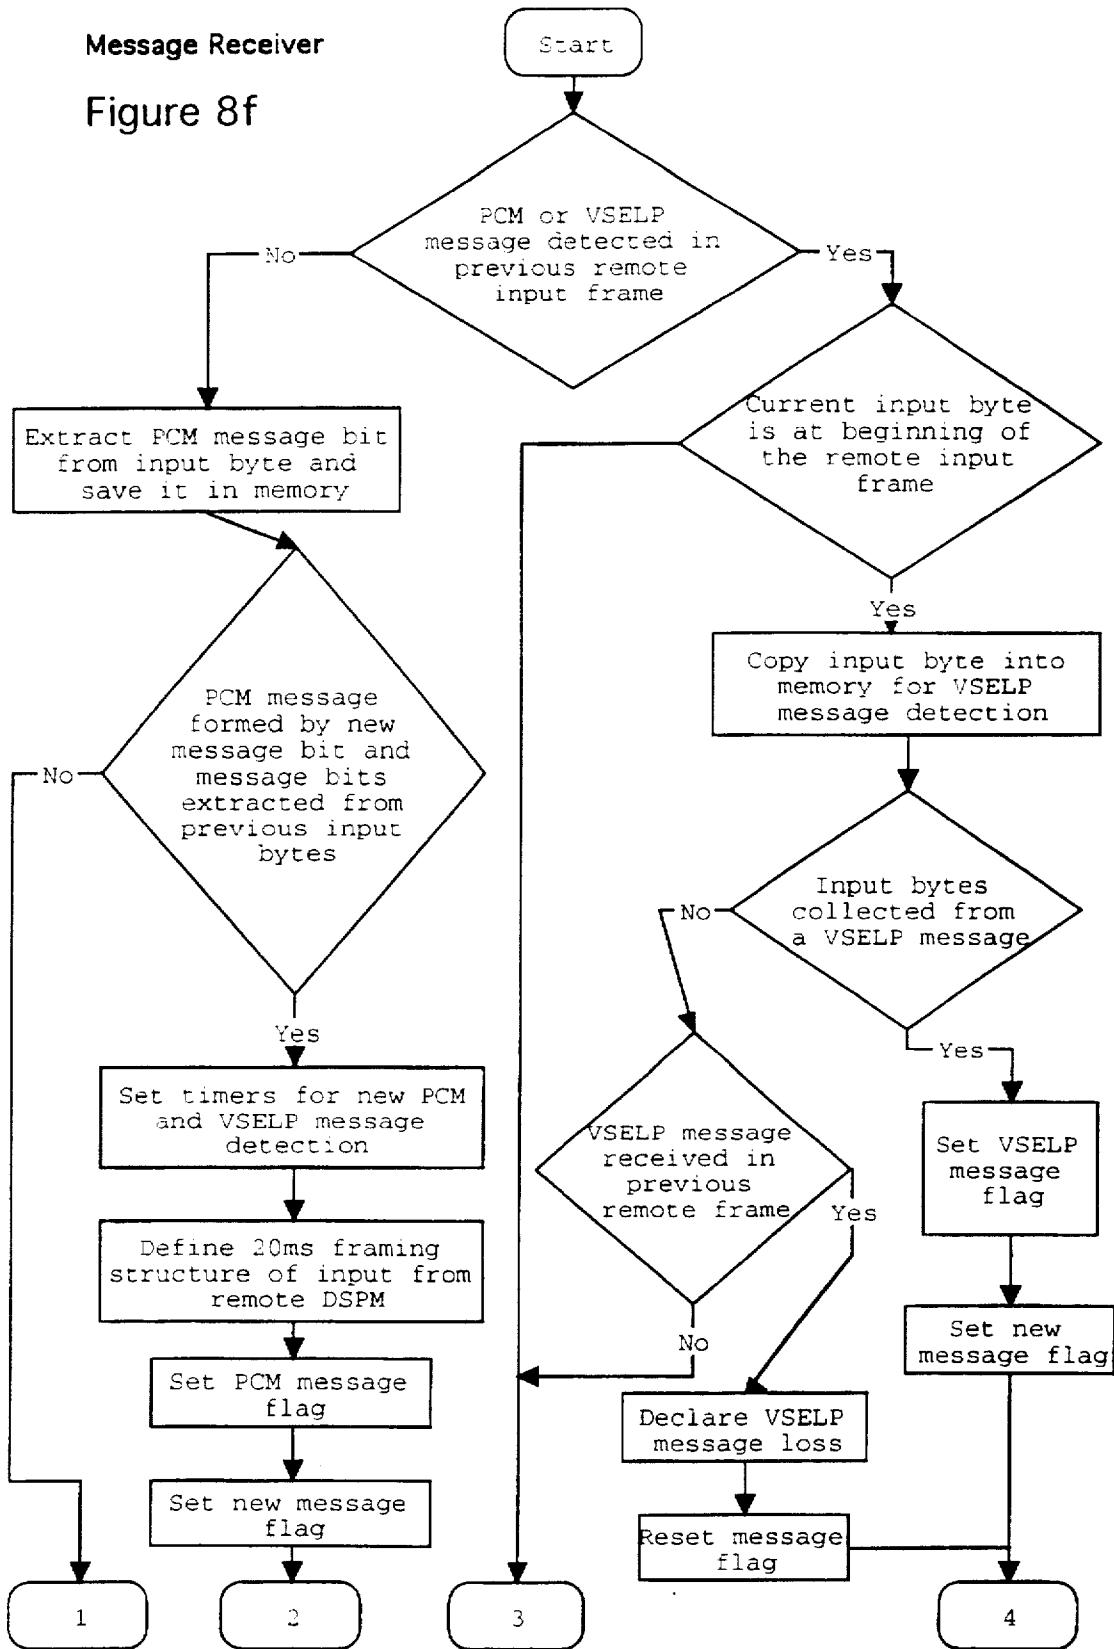 Message Receiver
Figure 8f
Start
PCM or VSELP
message detected in
previous remote
input frame
No
Yes
Extract PCM message bit
from input byte and
save it in memory
Current input byte
is at beginning of
the remote input
frame
Yes
Copy input byte into
memory for VSELP
message detection
PCM message
formed by new
message bit and
message bits
extracted from
previous input
bytes
No
Yes
Input bytes
collected from
a VSELP message
No
Yes
Set timers for new PCM
and VSELP message
detection
VSELP message
received in
previous
remote frame
Yes
No
Set VSELP
message
flag
Define 20ms framing
structure of input from
remote DSPM
Set new
message flag
Set PCM message
flag
Declare VSELP
message loss
Set new message
flag
Reset message
flag
1
2
3
4